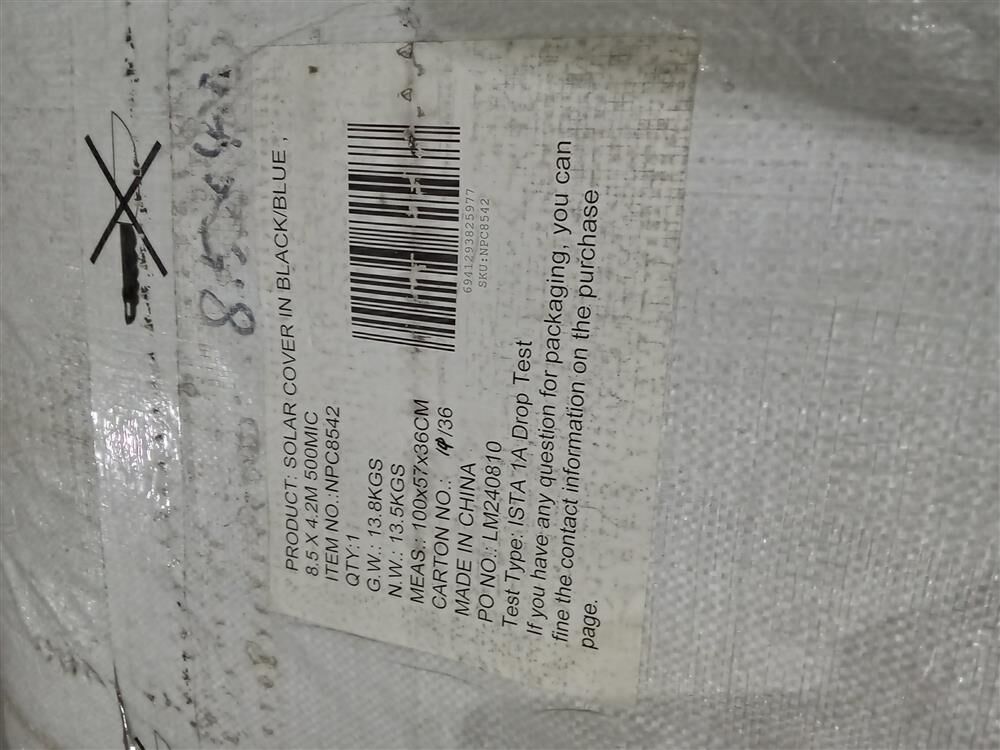 PRODUCT: SOLAR COVER IN BLACK/BLUE ,
8.5 X 4.2M 500MIC
ITEM NO.:NPC8542
QTY:1
G.W.: 13.8KGS
N.W.: 13.5KGS
MEAS.: 100x57x36CM
CARTON NO.: /36
MADE IN CHINA
PO NO.: LM240810
Test Type: ISTA 1A Drop Test
If you have any question for packaging, you can
fine the contact information on the purchase
page.
6941293825977
SKU:NPC8542